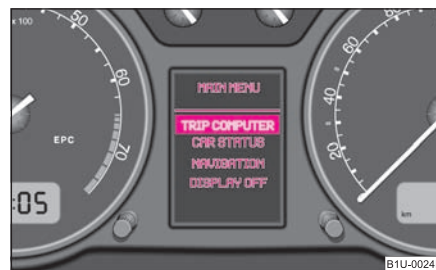 x 100
50
60
70
EPC
:05
MAIN MENU
TRIP COMPUTER
CAR STATUS
NAVIGATION
DISPLAY OFF
20
40
60
km
B1U-0024